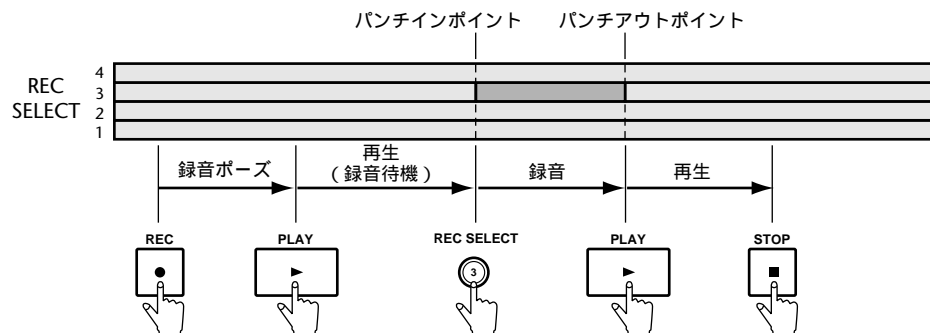 パンチインポイント パンチアウトポイント
REC
SELECT
4
3
2
1
録音ポーズ
再生
(録音待機)
録音
再生
REC
PLAY
REC SELECT
3
PLAY
STOP